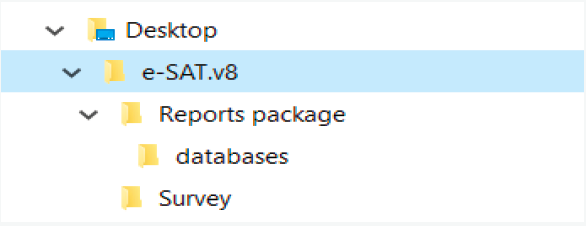 Desktop
e-SAT.v8
Reports package
databases
Survey